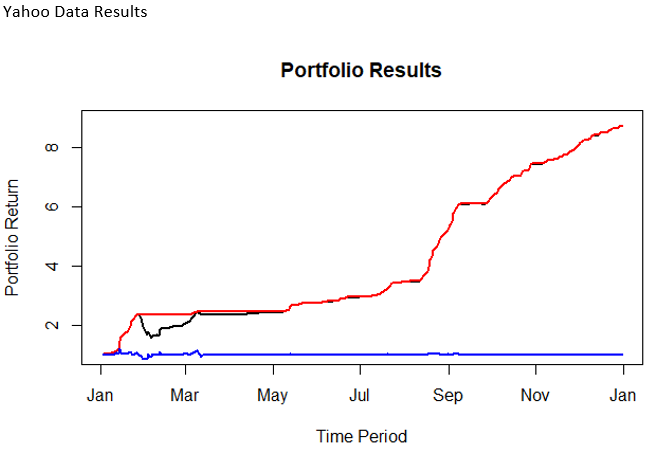 Yahoo Data Results
Portfolio Results
Portfolio Return
8
6
4
2
Jan Mar May Jul Sep Nov Jan
Time Period